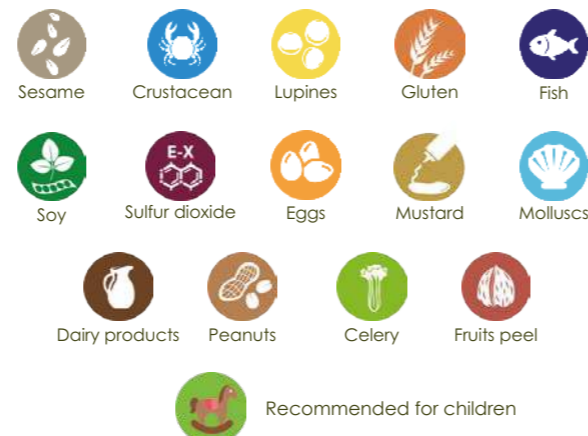 Sesame Crustacean Lupines Gluten Fish
E-X
Soy Sulfur dioxide Eggs Mustard Molluscs
Dairy products Peanuts Celery Fruits peel
Recommended for children